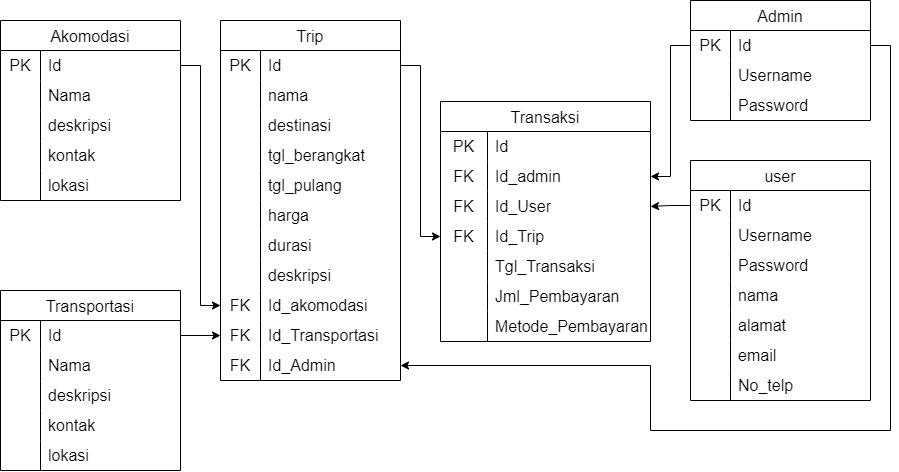 Akomodasi
PK Id
Nama
deskripsi
kontak
lokasi
Transportasi
PK Id
Nama
deskripsi
kontak
lokasi
Trip
PK Id
nama
destinasi
tgl_berangkat
tgl_pulang
harga
durasi
deskripsi
FK Id_akomodasi
FK Id_Transportasi
FK Id_Admin
Transaksi
PK Id
FK Id_admin
FK Id_User
FK Id_Trip
Tgl_Transaksi
Jml_Pembayaran
Metode_Pembayaran
Admin
PK Id
Username
Password
user
PK Id
Username
Password
nama
alamat
email
No_telp